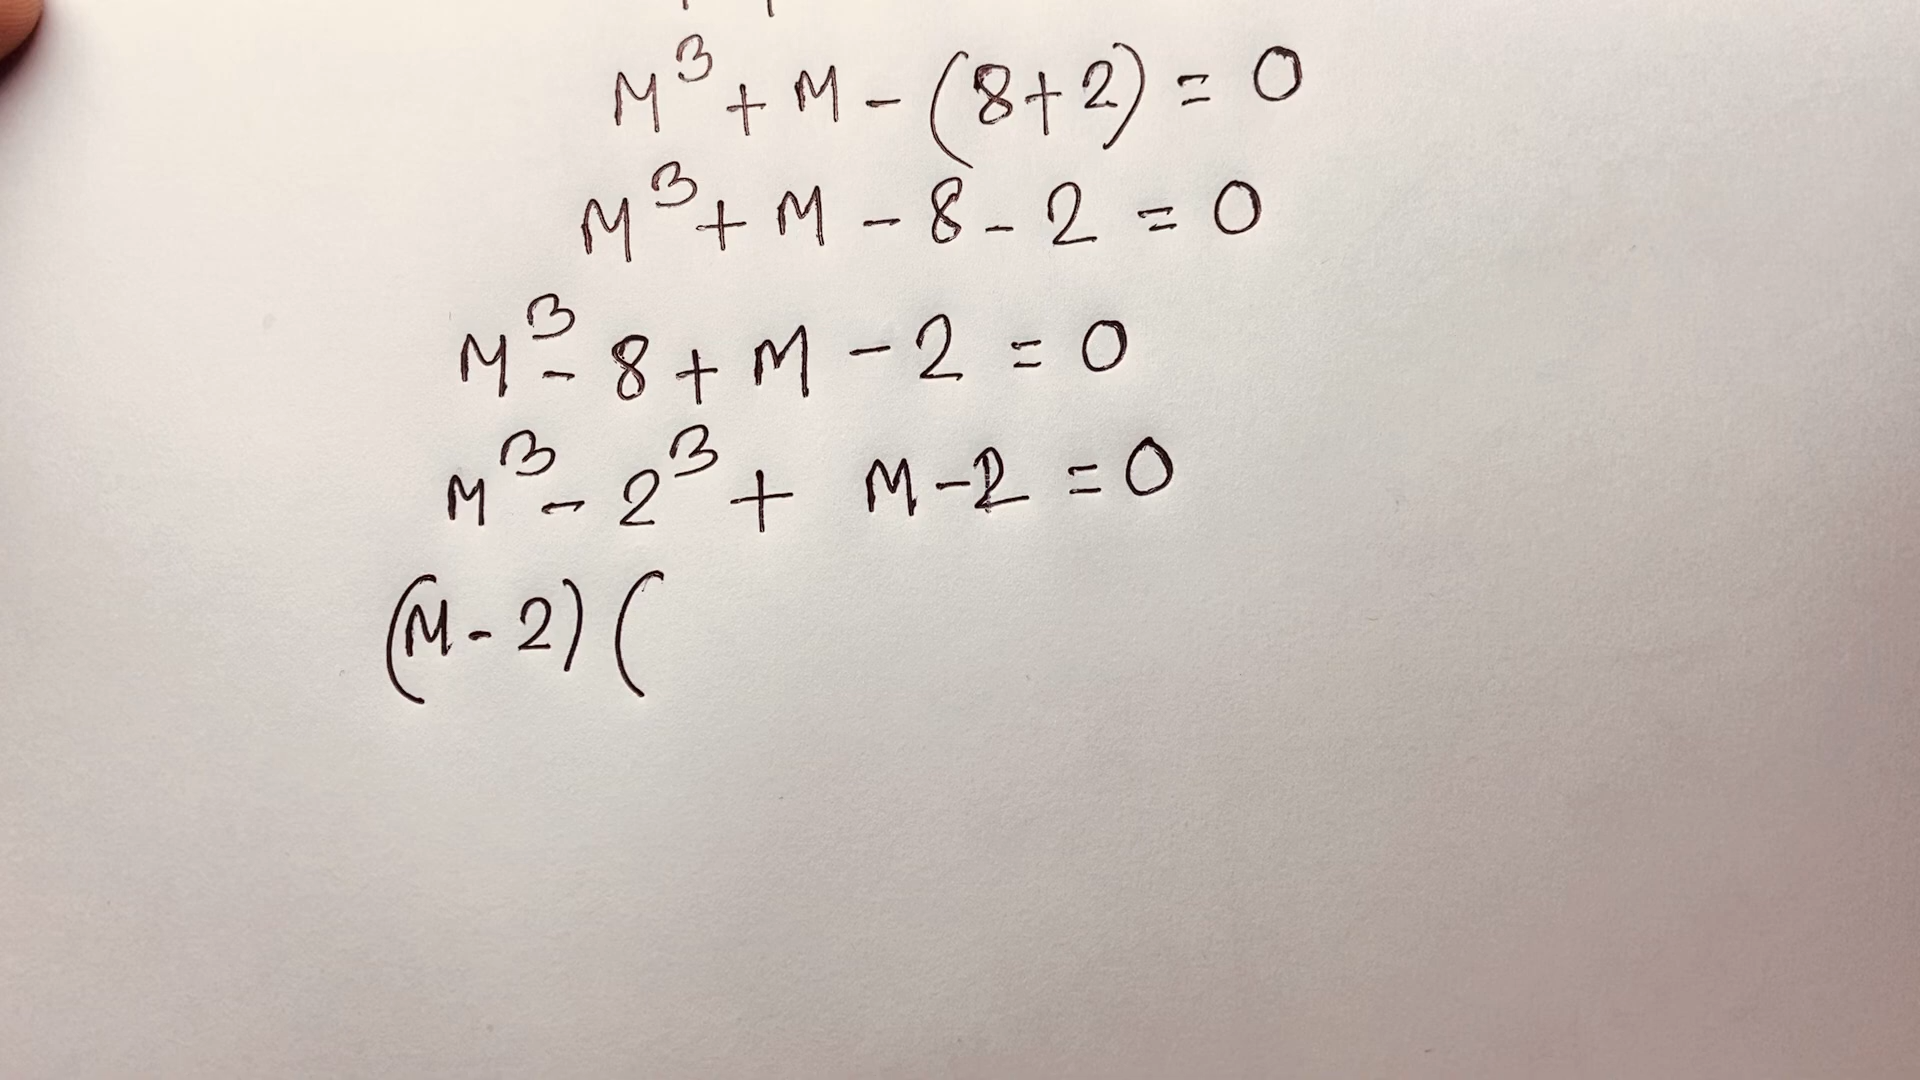 M³ + M - (8+2) = 0
M³ + M - 8 - 2 = 0
M³ - 8 + M - 2 = 0
M³ - 2³ + M - 2 = 0
(M - 2) (